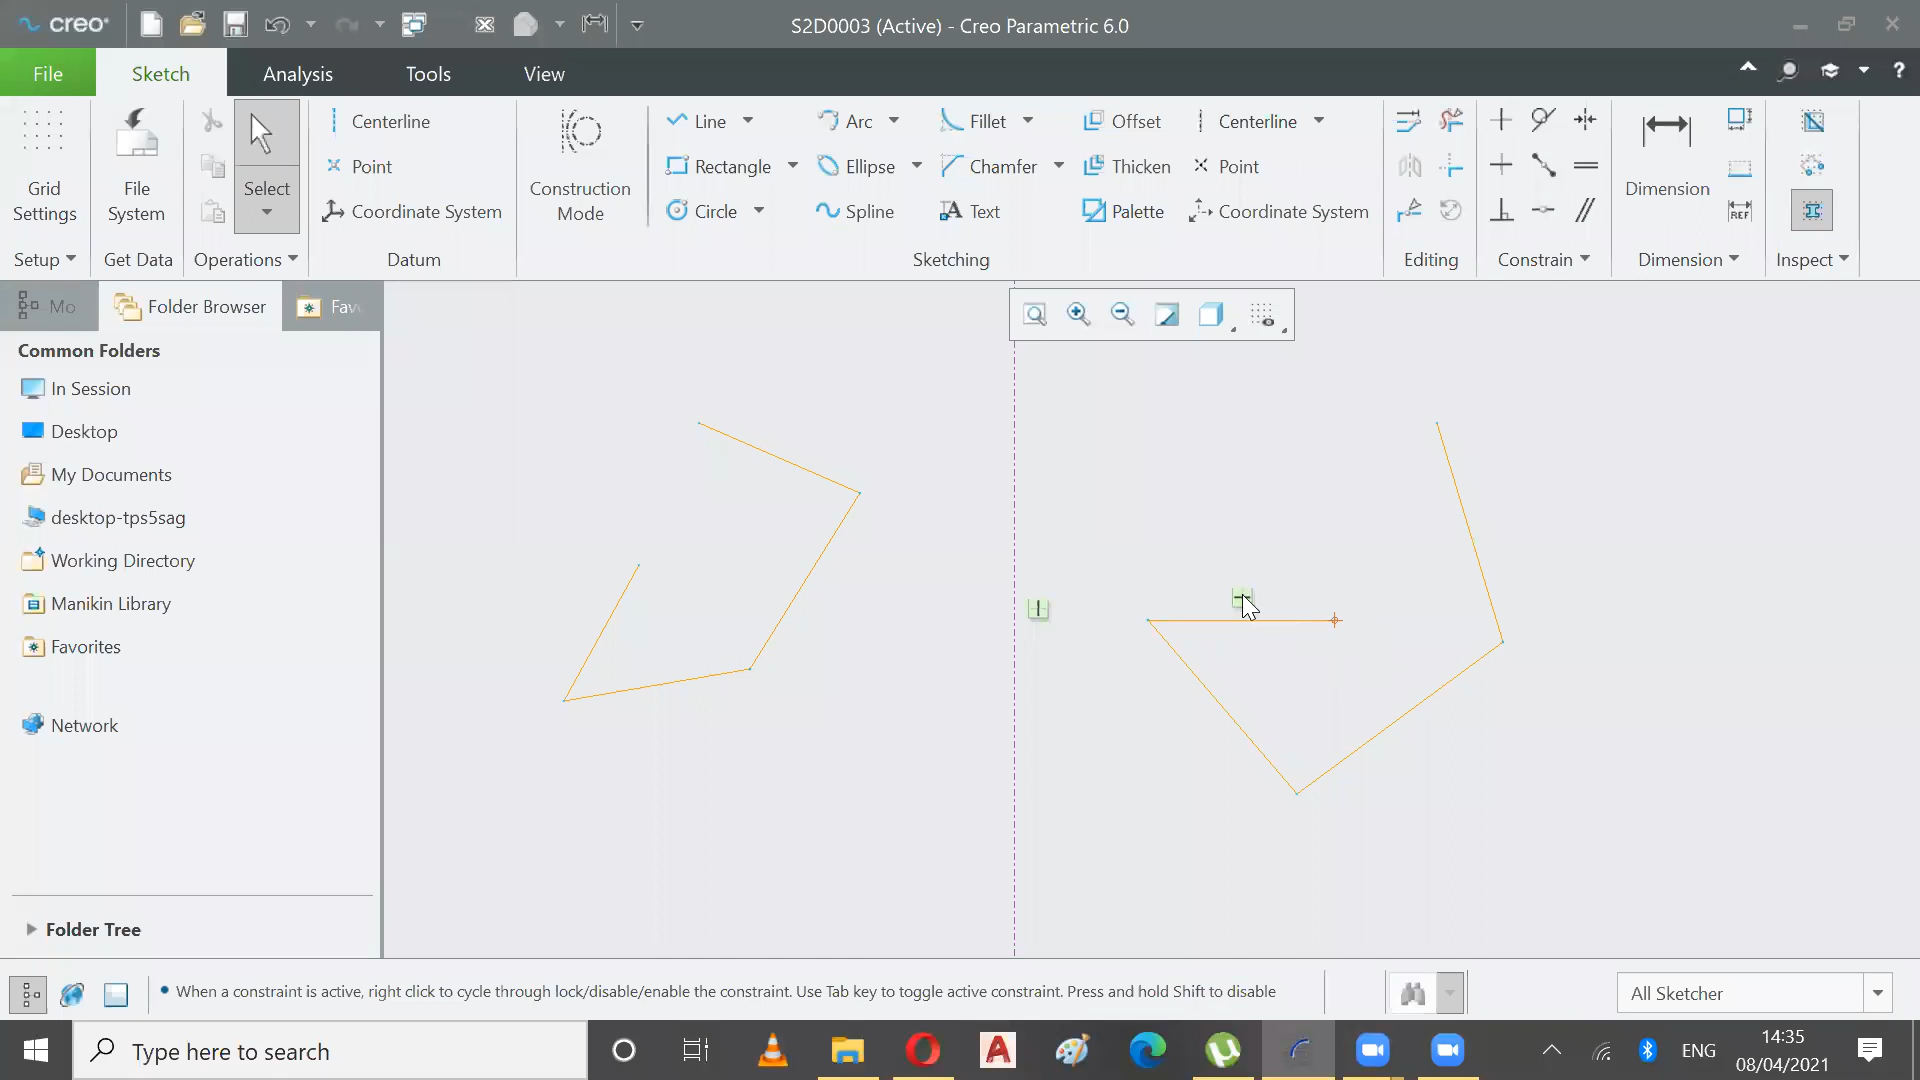 creo®
S2D0003 (Active) - Creo Parametric 6.0
File
Sketch
Analysis
Tools
View
?
Grid
Settings
Setup
File
System
Get Data
Select
Operations
Centerline
Point
Coordinate System
Datum
Construction
Mode
Line
Arc
Fillet
Offset
Centerline
Rectangle
Ellipse
Chamfer
Thicken
Point
Circle
Spline
Text
Palette
Coordinate System
Sketching
Editing
Constrain
Dimension
REF
Dimension
Inspect
Mo
Folder Browser
Fav
Common Folders
In Session
Desktop
My Documents
desktop-tps5sag
Working Directory
Manikin Library
Favorites
Network
Folder Tree
When a constraint is active, right click to cycle through lock/disable/enable the constraint. Use Tab key to toggle active constraint. Press and hold Shift to disable
All Sketcher
Type here to search
ENG
14:35
08/04/2021